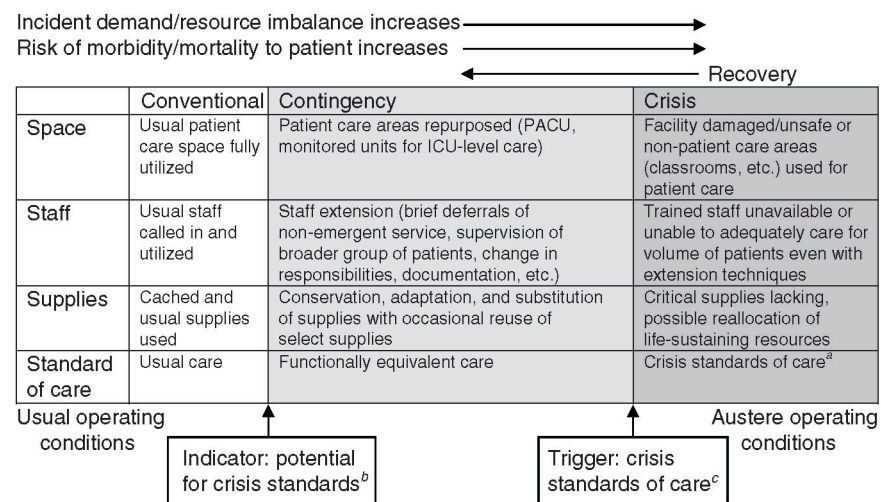 Incident demand/resource imbalance increases
Risk of morbidity/mortality to patient increases
Recovery
Conventional
Contingency
Crisis
Space
Usual patient
care space fully
utilized
Patient care areas repurposed (PACU,
monitored units for ICU-level care)
Facility damaged/unsafe or
non-patient care areas
(classrooms, etc.) used for
patient care
Staff
Usual staff
called in and
utilized
Staff extension (brief deferrals of
non-emergent service, supervision of
broader group of patients, change in
responsibilities, documentation, etc.)
Trained staff unavailable or
unable to adequately care for
volume of patients even with
extension techniques
Supplies
Cached and
usual supplies
used
Conservation, adaptation, and substitution
of supplies with occasional reuse of
select supplies
Critical supplies lacking,
possible reallocation of
life-sustaining resources
Standard
of care
Usual care
Functionally equivalent care
Crisis standards of care^a
Usual operating
conditions
Austere operating
conditions
Indicator: potential
for crisis standards^b
Trigger: crisis
standards of care^c